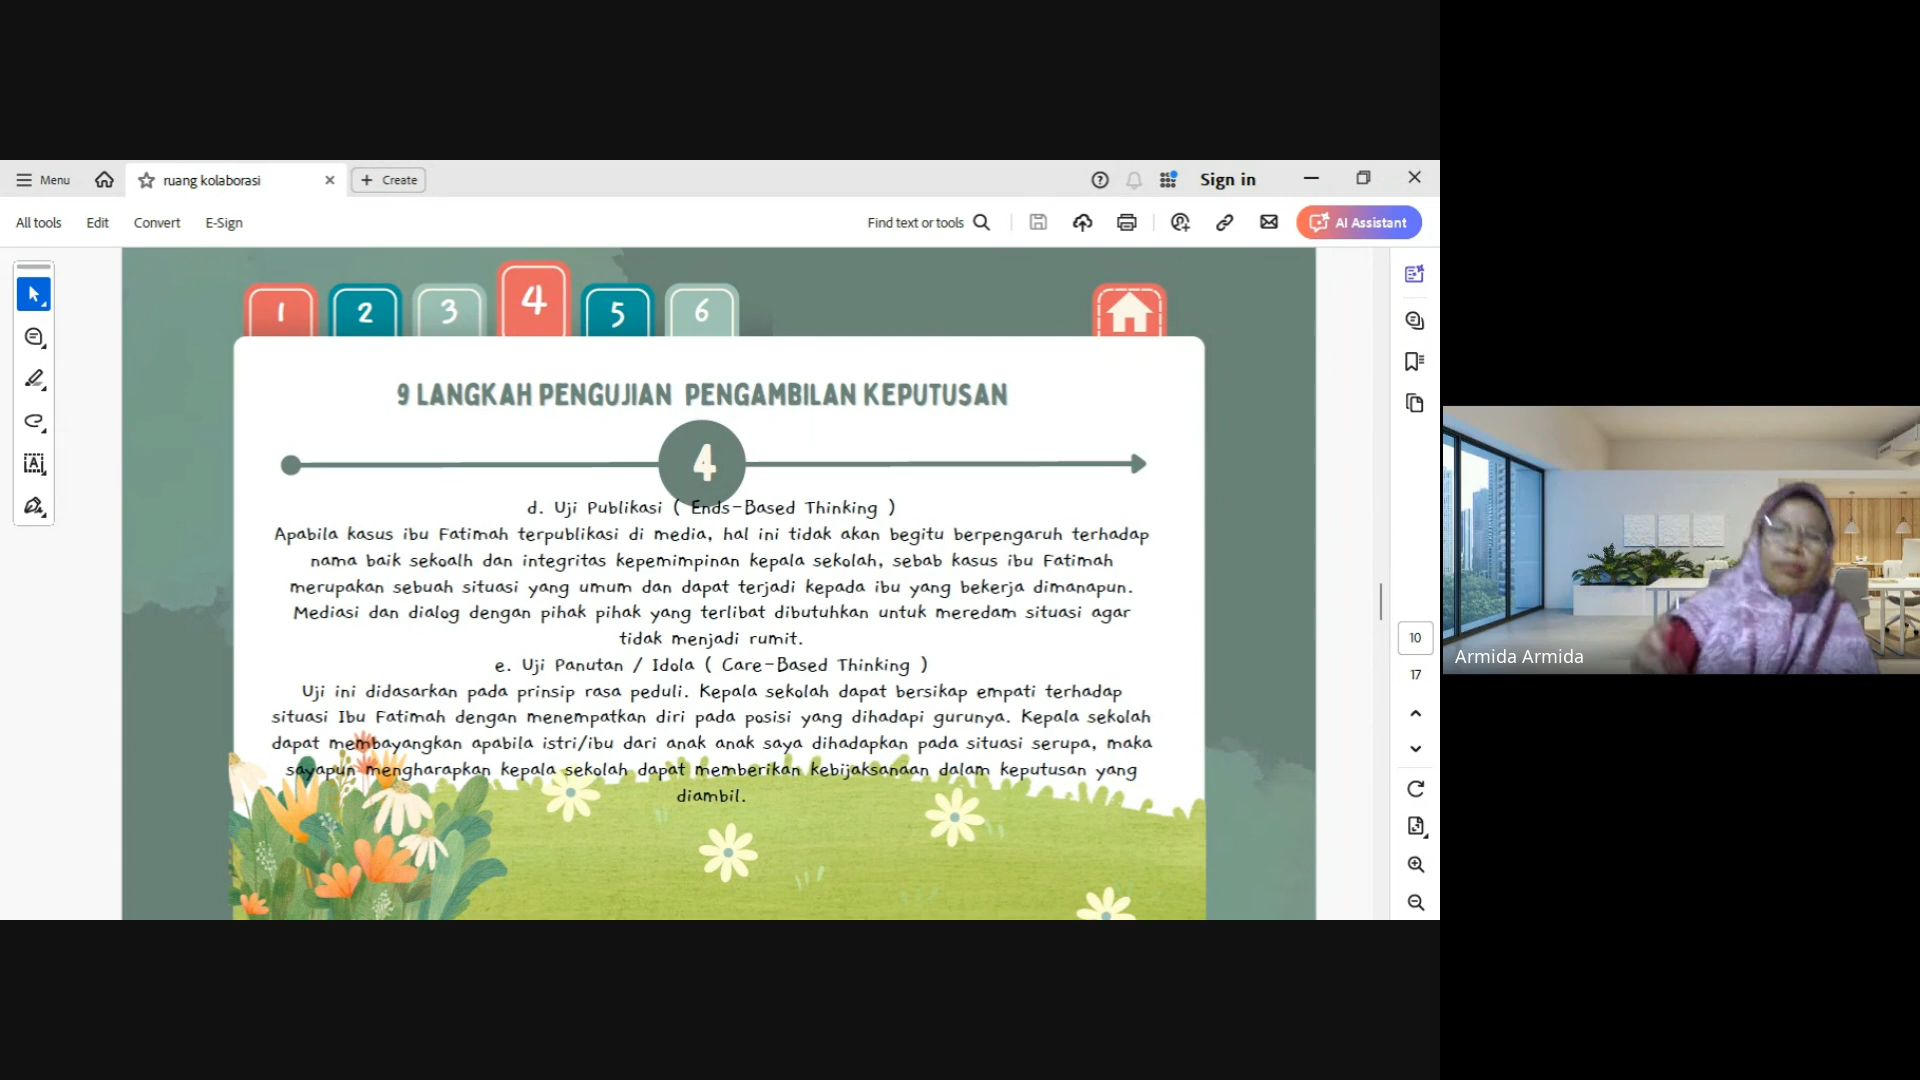 Menu
ruang kolaborasi
Create
Sign in
All tools
Edit
Convert
E-Sign
Find text or tools
AI Assistant
1
2
3
4
5
6
9 LANGKAH PENGUJIAN PENGAMBILAN KEPUTUSAN
4
d. Uji Publikasi ( Ends-Based Thinking )
Apabila kasus ibu Fatimah terpublikasi di media, hal ini tidak akan begitu berpengaruh terhadap
nama baik sekoalh dan integritas kepemimpinan kepala sekolah, sebab kasus ibu Fatimah
merupakan sebuah situasi yang umum dan dapat terjadi kepada ibu yang bekerja dimanapun.
Mediasi dan dialog dengan pihak pihak yang terlibat dibutuhkan untuk meredam situasi agar
tidak menjadi rumit.
e. Uji Panutan / Idola ( Care-Based Thinking )
Uji ini didasarkan pada prinsip rasa peduli. Kepala sekolah dapat bersikap empati terhadap
situasi Ibu Fatimah dengan menempatkan diri pada posisi yang dihadapi gurunya. Kepala sekolah
dapat membayangkan apabila istri/ibu dari anak anak saya dihadapkan pada situasi serupa, maka
sayapun mengharapkan kepala sekolah dapat memberikan kebijaksanaan dalam keputusan yang
diambil.
10
17
Armida Armida